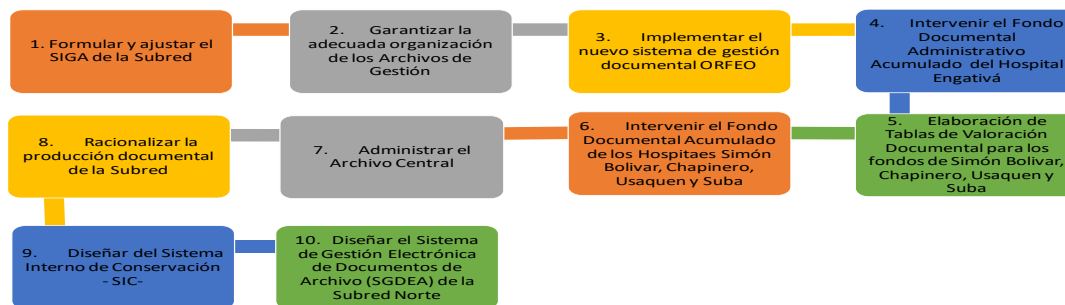 1. Formular y ajustar el
SIGA de la Subred
2. Garantizar la
adecuada organización
de los Archivos de
Gestión
3. Implementar el
nuevo sistema de gestión
documental ORFEO
4. Intervenir el Fondo
Documental
Administrativo
Acumulado del Hospital
Engativá
5. Elaboración de
Tablas de Valoración
Documental para los
fondos de Simón Bolivar,
Chapinero, Usaquen y
Suba
6. Intervenir el Fondo
Documental Acumulado
de los Hospitaes Simón
Bolivar, Chapinero,
Usaquen y Suba
7. Administrar el
Archivo Central
8. Racionalizar la
producción documental
de la Subred
9. Diseñar del Sistema
Interno de Conservación
- SIC-
10. Diseñar el Sistema
de Gestión Electrónica
de Documentos de
Archivo (SGDEA) de la
Subred Norte